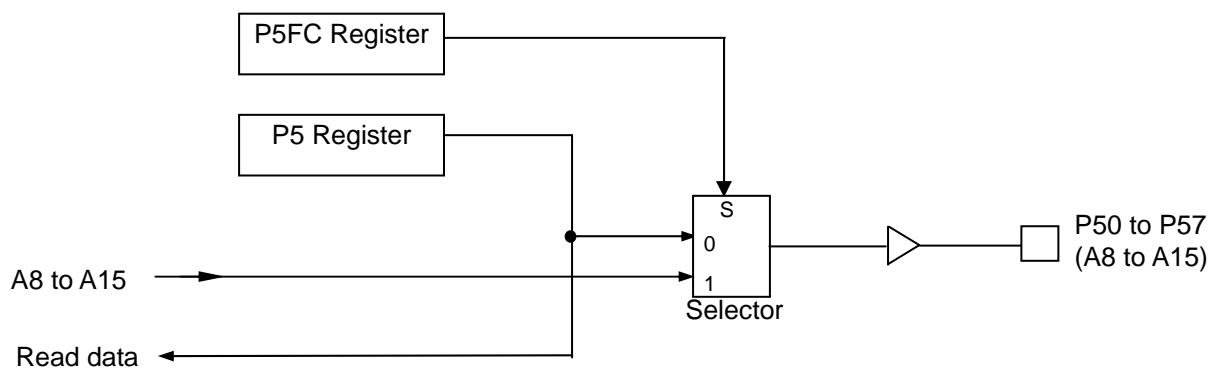 P5FC Register
P5 Register
S
0
1
Selector
A8 to A15
Read data
P50 to P57
(A8 to A15)